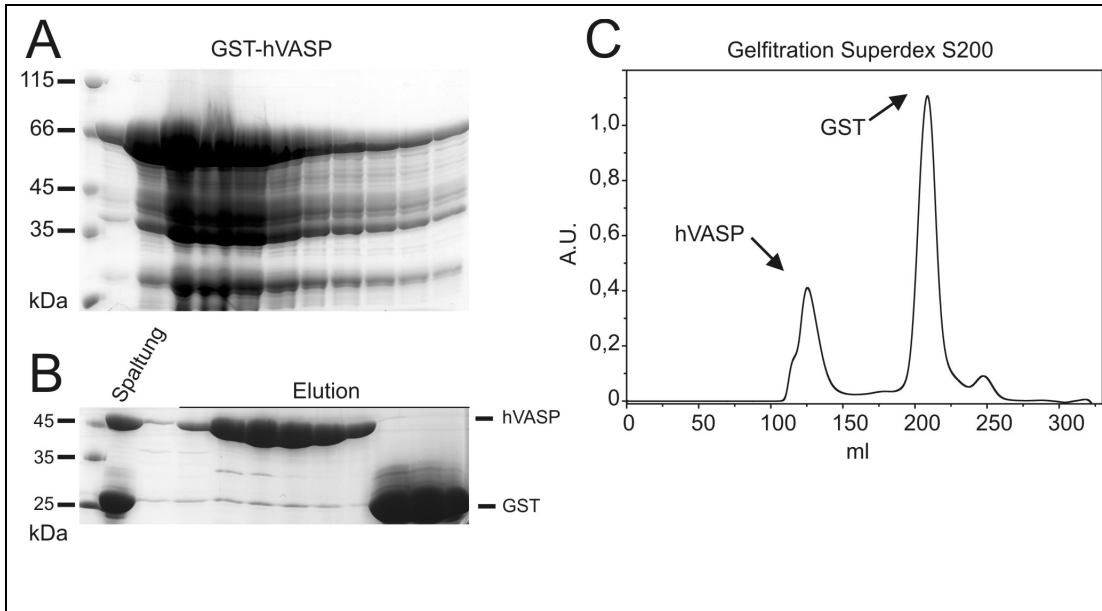 A
GST-hVASP
115
66
45
35
kDa
B
Spaltung
Elution
45
35
25
kDa
hVASP
GST
C
Gelfitration Superdex S200
A.U.
1,0
0,8
0,6
0,4
0,2
0
GST
hVASP
0 50 100 150 200 250 300
ml